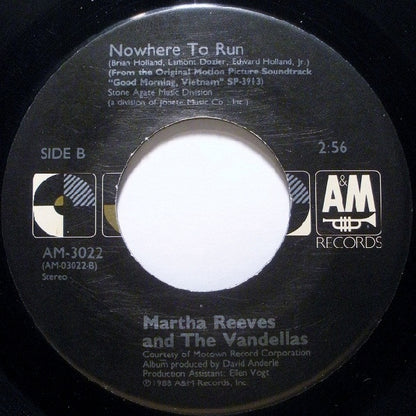 Nowhere To Run
(Brian Holland, Lamont Dozier, Edward Holland, Jr.)
(From the Original Motion Picture Soundtrack
"Good Morning, Vietnam" SP-3913)
Stone Agate Music Division
(a division of Jobete Music Co., Inc.)
SIDE B
2:56
A&M
RECORDS
AM-3022
(AM-03022-B)
Stereo
Martha Reeves
and The Vandellas
Courtesy of Motown Record Corporation
Album produced by David Anderle
Production Assistant: Ellen Vogt
℗1988 A&M Records, Inc.